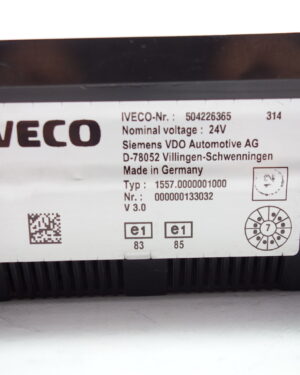 IVECO-Nr. : 504226365 314
VECO
Nominal voltage : 24V
Siemens VDO Automotive AG
D-78052 Villingen-Schwenningen
Made in Germany
Typ : 1557.0000001000
Nr. : 000000133032
V 3.0
e1 e1
83 85
7